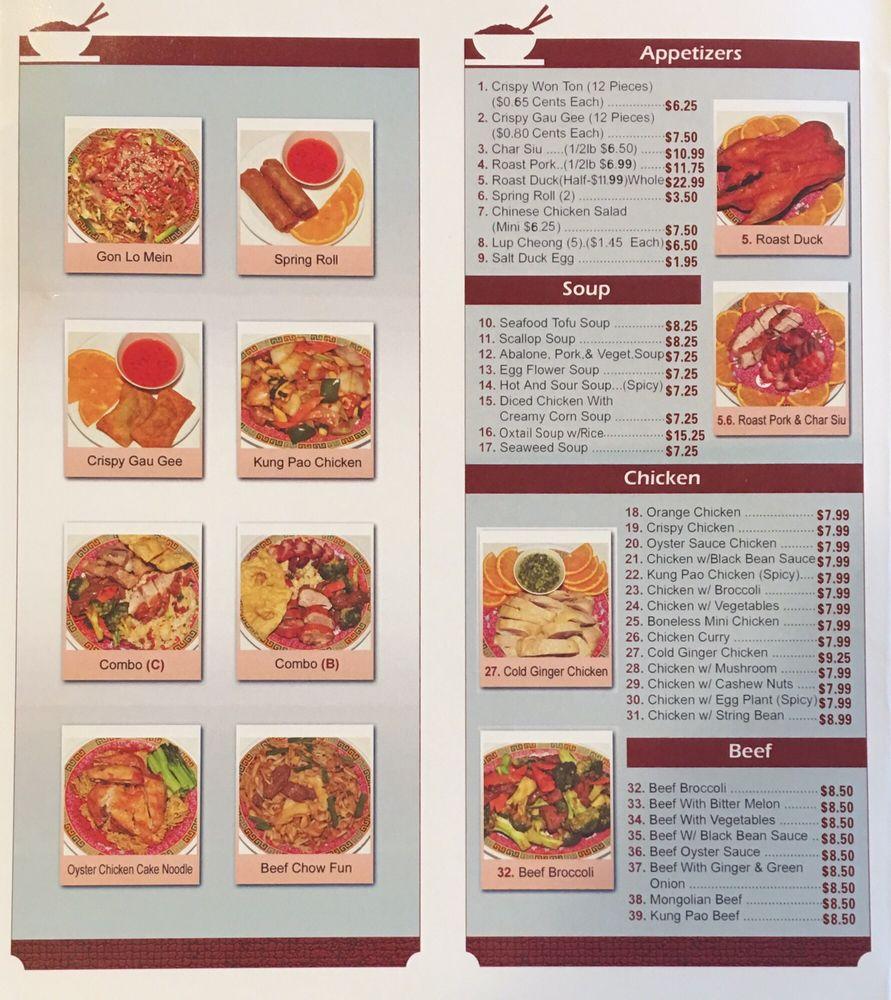 Gon Lo Mein
Spring Roll
Crispy Gau Gee
Kung Pao Chicken
Combo (C)
Combo (B)
Oyster Chicken Cake Noodle
Beef Chow Fun
Appetizers
1. Crispy Won Ton (12 Pieces)
($0.65 Cents Each) ................$6.25
2. Crispy Gau Gee (12 Pieces)
($0.80 Cents Each) ................$7.50
3. Char Siu .....(1/2lb $6.50) ......$10.99
4. Roast Pork..(1/2lb $6.99) ......$11.75
5. Roast Duck(Half-$11.99)Whole$22.99
6. Spring Roll (2) ......................$3.50
7. Chinese Chicken Salad
(Mini $6.25) ..........................$7.50
8. Lup Cheong (5).($1.45 Each)$6.50
9. Salt Duck Egg ......................$1.95
5. Roast Duck
Soup
10. Seafood Tofu Soup ............$8.25
11. Scallop Soup .....................$8.25
12. Abalone, Pork,& Veget.Soup$7.25
13. Egg Flower Soup ...............$7.25
14. Hot And Sour Soup...(Spicy)$7.25
15. Diced Chicken With
Creamy Corn Soup ............$7.25
16. Oxtail Soup w/Rice...............$15.25
17. Seaweed Soup ..................$7.25
5.6. Roast Pork & Char Siu
Chicken
18. Orange Chicken ..................$7.99
19. Crispy Chicken ....................$7.99
20. Oyster Sauce Chicken ........$7.99
21. Chicken w/Black Bean Sauce$7.99
22. Kung Pao Chicken (Spicy)....$7.99
23. Chicken w/ Broccoli .............$7.99
24. Chicken w/ Vegetables ........$7.99
25. Boneless Mini Chicken ........$7.99
26. Chicken Curry .....................$7.99
27. Cold Ginger Chicken ...........$9.25
28. Chicken w/ Mushroom .........$7.99
29. Chicken w/ Cashew Nuts .....$7.99
30. Chicken w/ Egg Plant (Spicy)$7.99
31. Chicken w/ String Bean .......$8.99
27. Cold Ginger Chicken
Beef
32. Beef Broccoli ......................$8.50
33. Beef With Bitter Melon ........$8.50
34. Beef With Vegetables .........$8.50
35. Beef W/ Black Bean Sauce ..$8.50
36. Beef Oyster Sauce .............$8.50
37. Beef With Ginger & Green $8.50
Onion ...................................$8.50
38. Mongolian Beef ..................$8.50
39. Kung Pao Beef ...................$8.50
32. Beef Broccoli